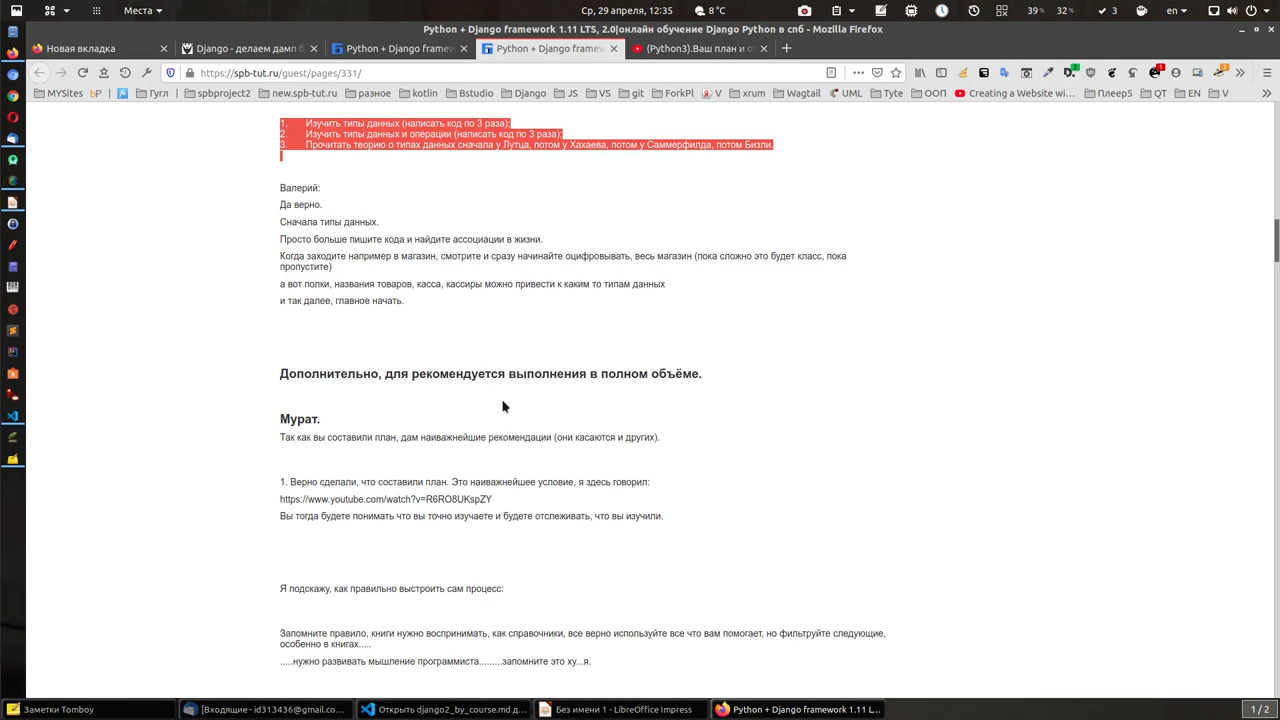 Места
Ср, 29 апреля, 12:35
8°C
39 %
32 %
3
en
Python + Django framework 1.11 LTS, 2.0|онлайн обучение Django Python в спб - Mozilla Firefox
Новая вкладка
Django - делаем дамп б
Python + Django framew
Python + Django framew
(Python3).Ваш план и о
https://spb-tut.ru/guest/pages/331/
MYSites
Гугл
spbproject2
new.spb-tut.ru
разное
kotlin
Bstudio
Django
JS
VS
git
ForkPl
V
xrum
Wagtail
UML
Tyte
ООП
Creating a Website wi...
Плеер5
QT
EN
V
1. Изучить типы данных (написать код по 3 раза);
2. Изучить типы данных и операции (написать код по 3 раза);
3. Прочитать теорию о типах данных сначала у Лутца, потом у Хахаева, потом у Саммерфилда, потом Бизли.
Валерий:
Да верно.
Сначала типы данных.
Просто больше пишите кода и найдите ассоциации в жизни.
Когда заходите например в магазин, смотрите и сразу начинайте оцифровывать, весь магазин (пока сложно это будет класс, пока
пропустите)
а вот полки, названия товаров, касса, кассиры можно привести к каким то типам данных
и так далее, главное начать.
Дополнительно, для рекомендуется выполнения в полном объёме.
Мурат.
Так как вы составили план, дам наиважнейшие рекомендации (они касаются и других).
1. Верно сделали, что составили план. Это наиважнейшее условие, я здесь говорил:
https://www.youtube.com/watch?v=R6RO8UKspZY
Вы тогда будете понимать что вы точно изучаете и будете отслеживать, что вы изучили.
Я подскажу, как правильно выстроить сам процесс:
Запомните правило, книги нужно воспринимать, как справочники, все верно используйте все что вам помогает, но фильтруйте следующие,
особенно в книгах.....
.....нужно развивать мышление программиста.........запомните это ху...я.
Заметки Tomboy
[Входящие - id313436@gmail.co...
Открыть django2_by_course.md д...
Без имени 1 - LibreOffice Impress
Python + Django framework 1.11 L...
1 / 2